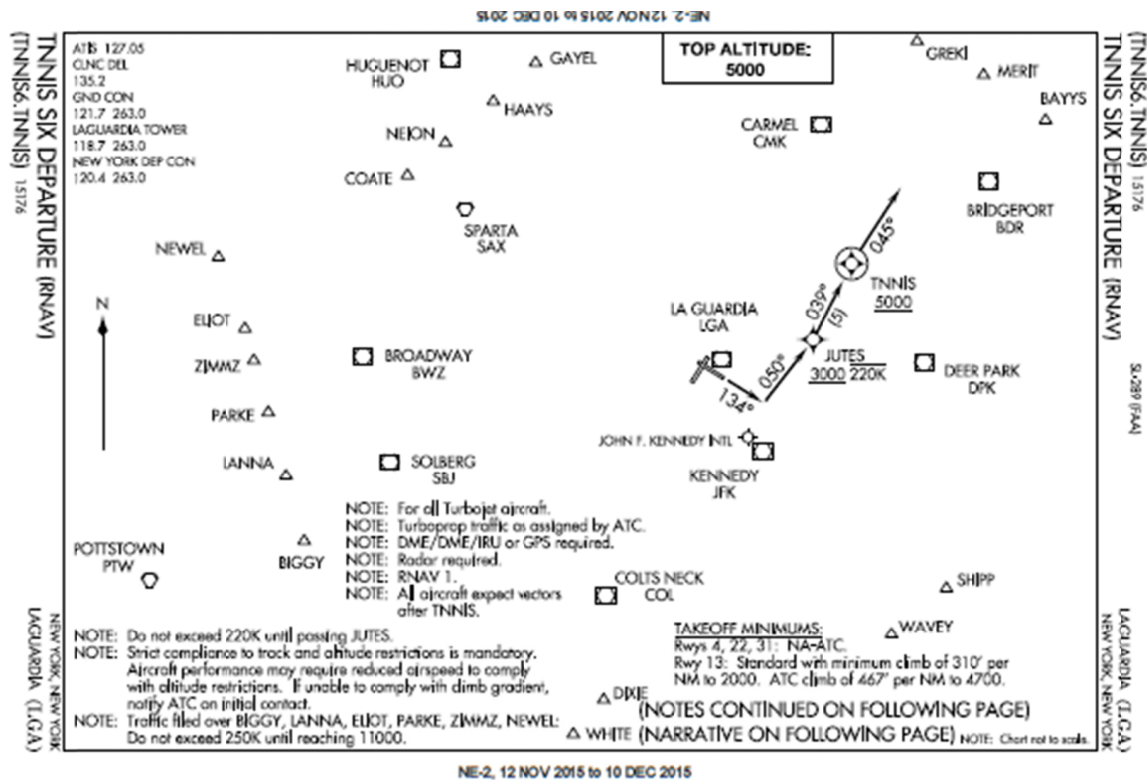 NE-2, 12 NOV 2015 to 10 DEC 2015
TNNIS SIX DEPARTURE (RNAV)
(TNNIS6.TNNIS) 15176
ATIS 127.05
CLNC DEL
135.2
GND CON
121.7 263.0
LAGUARDIA TOWER
118.7 263.0
NEW YORK DEP CON
120.4 263.0
HUGUENOT
HUO
GAYEL
HAAYS
NEION
COATE
SPARTA
SAX
TOP ALTITUDE:
5000
GREKI
MERIT
BAYYS
CARMEL
CMK
BRIDGEPORT
BDR
NEWEL
N
ELIOT
ZIMMZ
PARKE
LANNA
BROADWAY
BWZ
SOLBERG
SBJ
045°
TNNIS
5000
039°
(5)
LA GUARDIA
LGA
JUTES
3000 220K
050°
134°
DEER PARK
DPK
JOHN F. KENNEDY INTL
KENNEDY
JFK
POTTSTOWN
PTW
BIGGY
NOTE: For all Turbojet aircraft.
NOTE: Turboprop traffic as assigned by ATC.
NOTE: DME/DME/IRU or GPS required.
NOTE: Radar required.
NOTE: RNAV 1.
NOTE: All aircraft expect vectors
after TNNIS.
COLTS NECK
COL
SHIPP
WAVEY
NOTE: Do not exceed 220K until passing JUTES.
NOTE: Strict compliance to track and altitude restrictions is mandatory.
Aircraft performance may require reduced airspeed to comply
with altitude restrictions. If unable to comply with climb gradient,
notify ATC on initial contact.
NOTE: Traffic filed over BIGGY, LANNA, ELIOT, PARKE, ZIMMZ, NEWEL:
Do not exceed 250K until reaching 11000.
TAKEOFF MINIMUMS:
Rwys 4, 22, 31: NA-ATC.
Rwy 13: Standard with minimum climb of 310' per
NM to 2000. ATC climb of 467' per NM to 4700.
DIXIE
(NOTES CONTINUED ON FOLLOWING PAGE)
WHITE
(NARRATIVE ON FOLLOWING PAGE)
NOTE: Chart not to scale.
NEW YORK, NEW YORK
LAGUARDIA (LGA)
TNNIS SIX DEPARTURE (RNAV)
(TNNIS6.TNNIS) 15176
SL-289 (FAA)
LAGUARDIA (LGA)
NEW YORK, NEW YORK
NE-2, 12 NOV 2015 to 10 DEC 2015